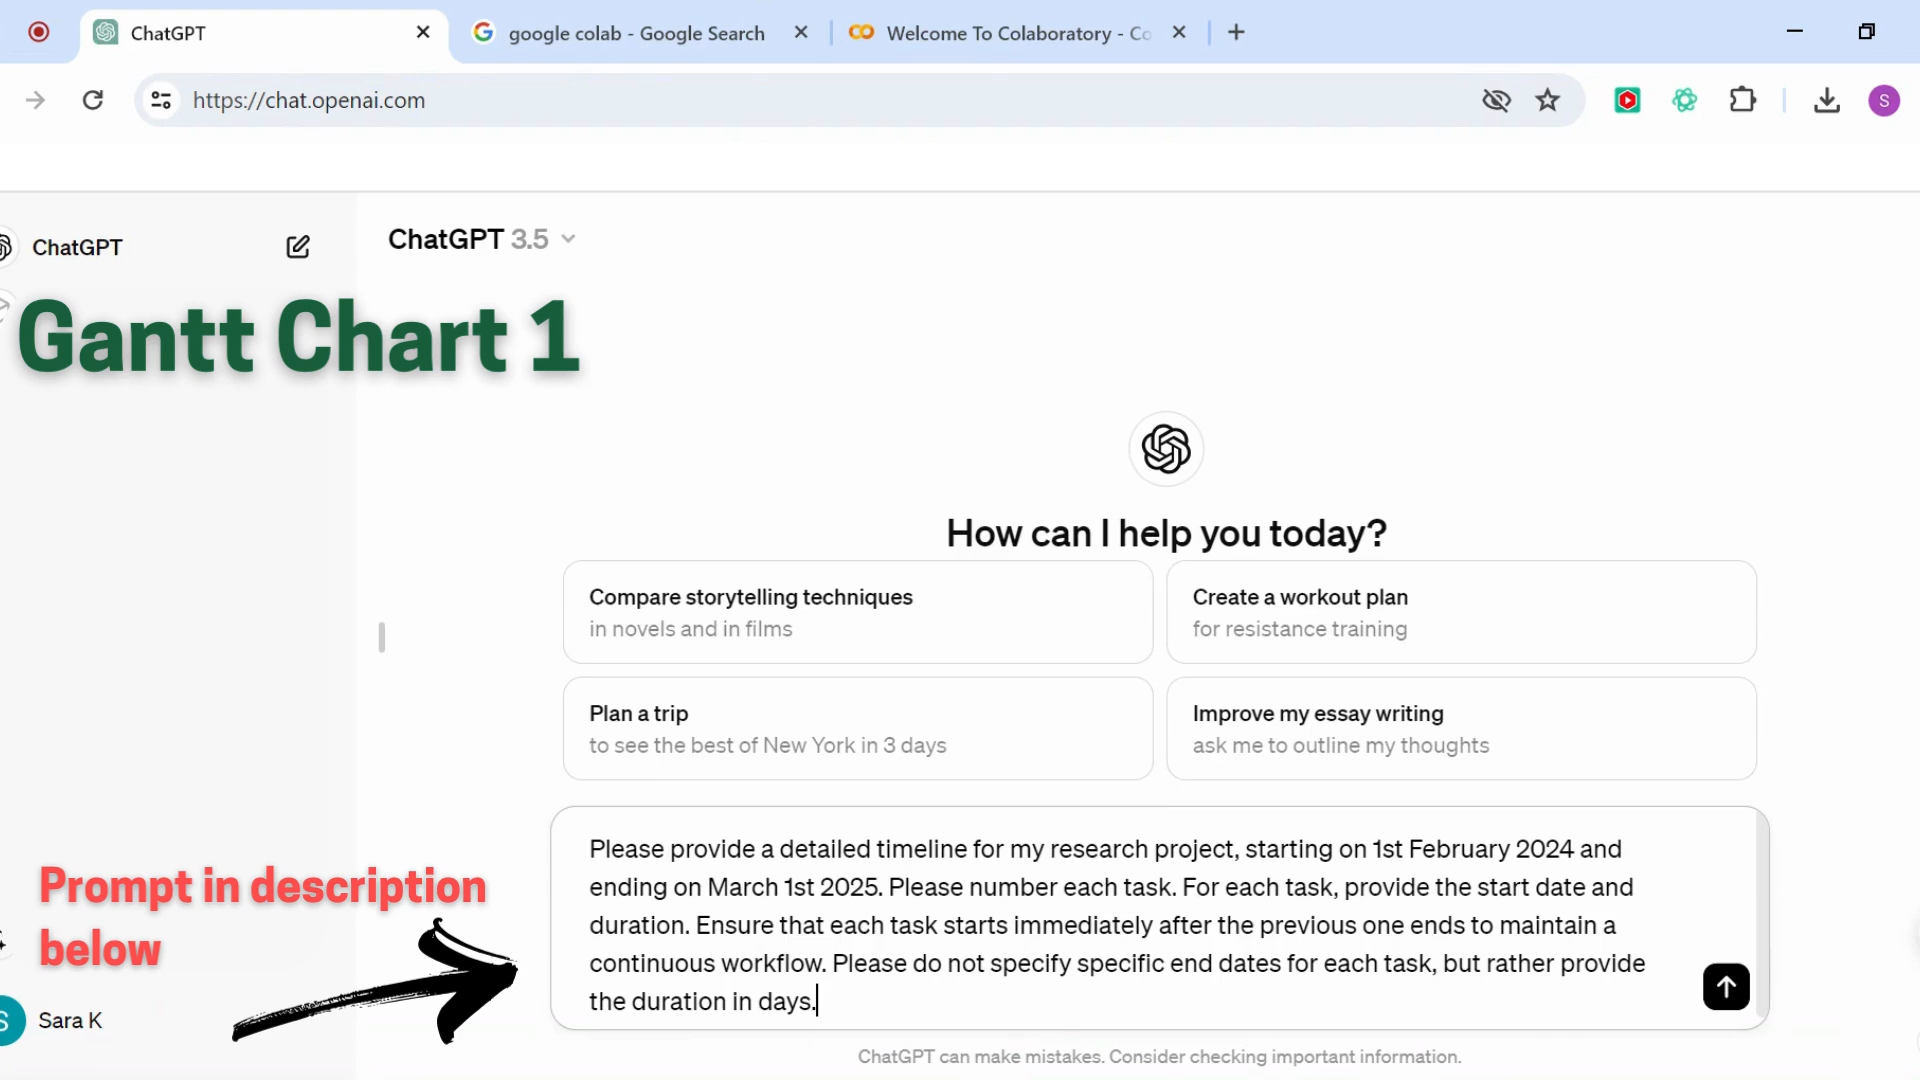 ChatGPT
google colab - Google Search
Welcome To Colaboratory - Co
https://chat.openai.com
S
ChatGPT
ChatGPT 3.5
Gantt Chart 1
How can I help you today?
Compare storytelling techniques
in novels and in films
Create a workout plan
for resistance training
Plan a trip
to see the best of New York in 3 days
Improve my essay writing
ask me to outline my thoughts
Please provide a detailed timeline for my research project, starting on 1st February 2024 and
ending on March 1st 2025. Please number each task. For each task, provide the start date and
duration. Ensure that each task starts immediately after the previous one ends to maintain a
continuous workflow. Please do not specify specific end dates for each task, but rather provide
the duration in days.
Prompt in description
below
S
Sara K
ChatGPT can make mistakes. Consider checking important information.